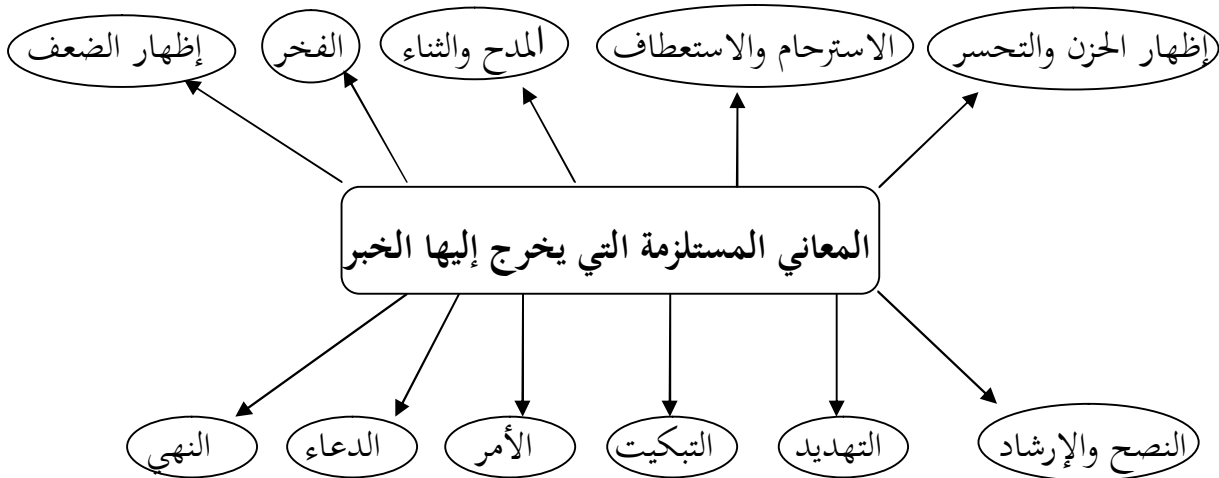 إظهار الحزن والتحسر
الاسترحام والاستعطاف
المدح والثناء
الفخر
إظهار الضعف
المعاني المستلزمة التي يخرج إليها الخبر
النصح والإرشاد
التهديد
التبكيت
الأمر
الدعاء
النهي